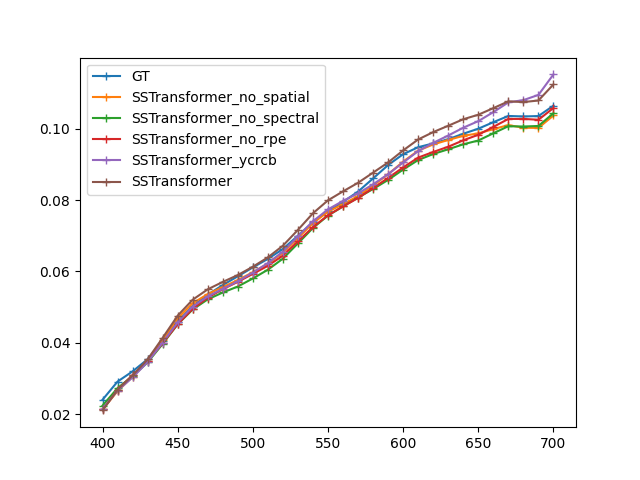 GT
SSTransformer_no_spatial
SSTransformer_no_spectral
SSTransformer_no_rpe
SSTransformer_ycrcb
SSTransformer
0.10
0.08
0.06
0.04
0.02
400 450 500 550 600 650 700